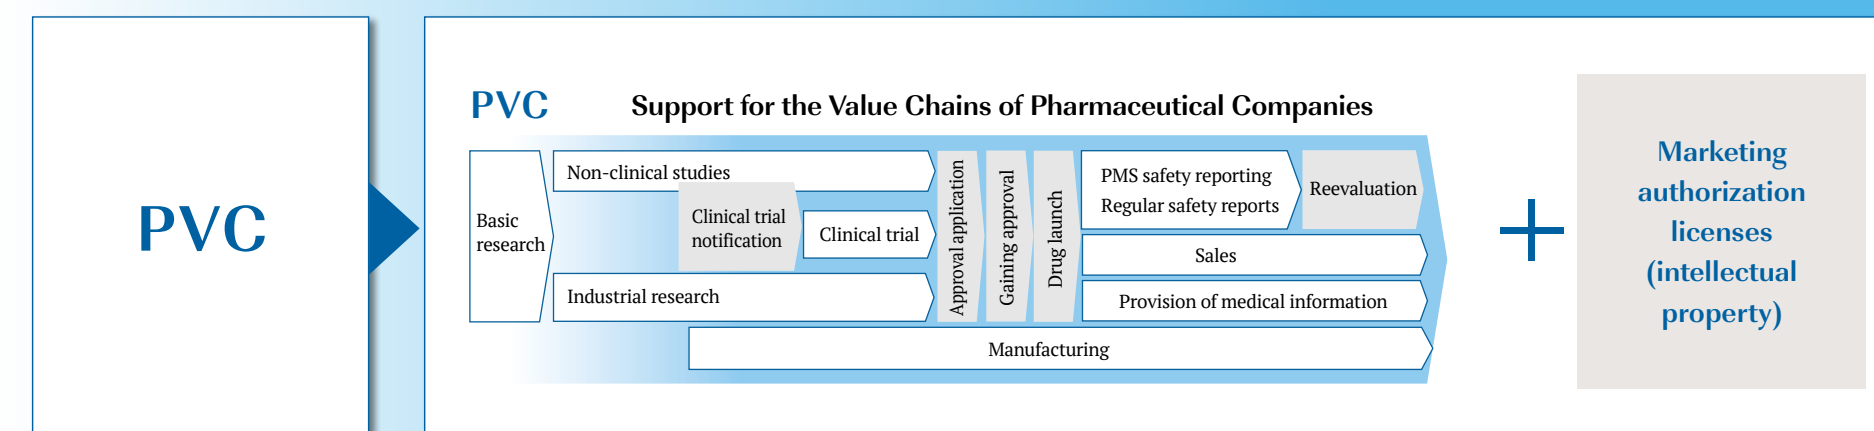 PVC
PVC
Support for the Value Chains of Pharmaceutical Companies
Basic
research
Non-clinical studies
Clinical trial
notification
Clinical trial
Industrial research
Approval application
Gaining approval
Drug launch
PMS safety reporting
Regular safety reports
Reevaluation
Sales
Provision of medical information
Manufacturing
+
Marketing
authorization
licenses
(intellectual
property)